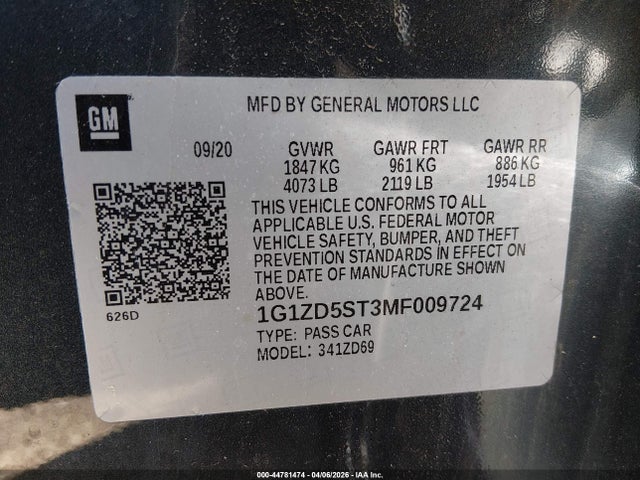 GM
MFD BY GENERAL MOTORS LLC
09/20 GVWR GAWR FRT GAWR RR
1847 KG 961 KG 886 KG
4073 LB 2119 LB 1954 LB
THIS VEHICLE CONFORMS TO ALL
APPLICABLE U.S. FEDERAL MOTOR
VEHICLE SAFETY, BUMPER, AND THEFT
PREVENTION STANDARDS IN EFFECT ON
THE DATE OF MANUFACTURE SHOWN
ABOVE.
626D
1G1ZD5ST3MF009724
TYPE: PASS CAR
MODEL: 341ZD69
000-44781474 | 04/06/2026 | IAA Inc.